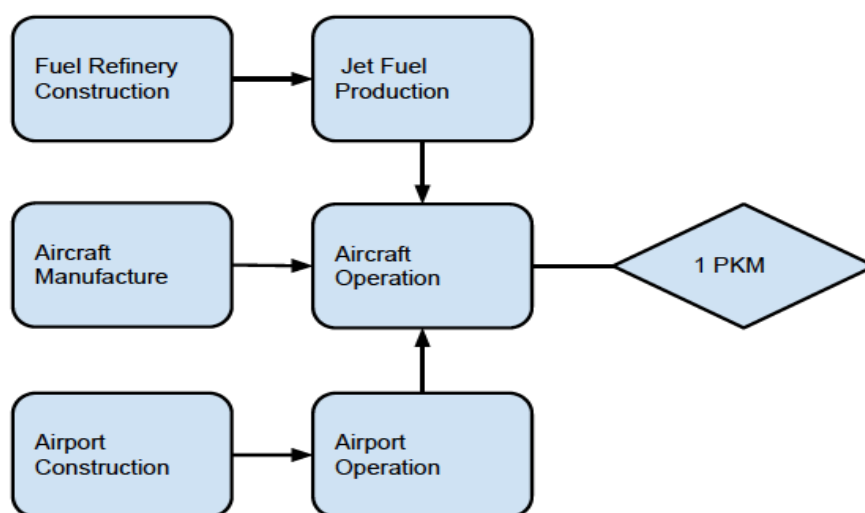 Fuel Refinery
Construction
Jet Fuel
Production
Aircraft
Manufacture
Aircraft
Operation
1 PKM
Airport
Construction
Airport
Operation